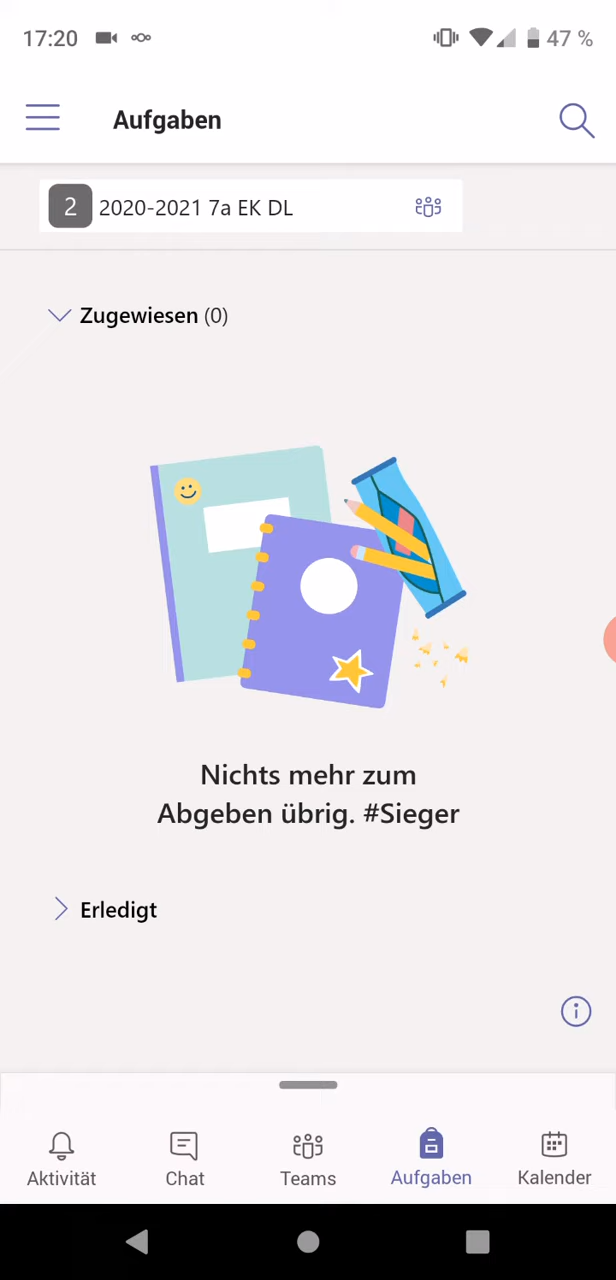 17:20
47 %
Aufgaben
2 2020-2021 7a EK DL
Zugewiesen (0)
Nichts mehr zum
Abgeben übrig. #Sieger
Erledigt
Aktivität Chat Teams Aufgaben Kalender